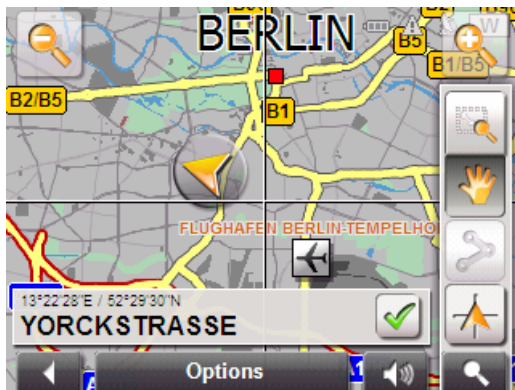 BERLIN
W
B5
B1/B5
B2/B5
B1
FLUGHAFEN BERLIN-TEMPELHO
13°22'28"E / 52°29'30"N
YORCKSTRASSE
Options